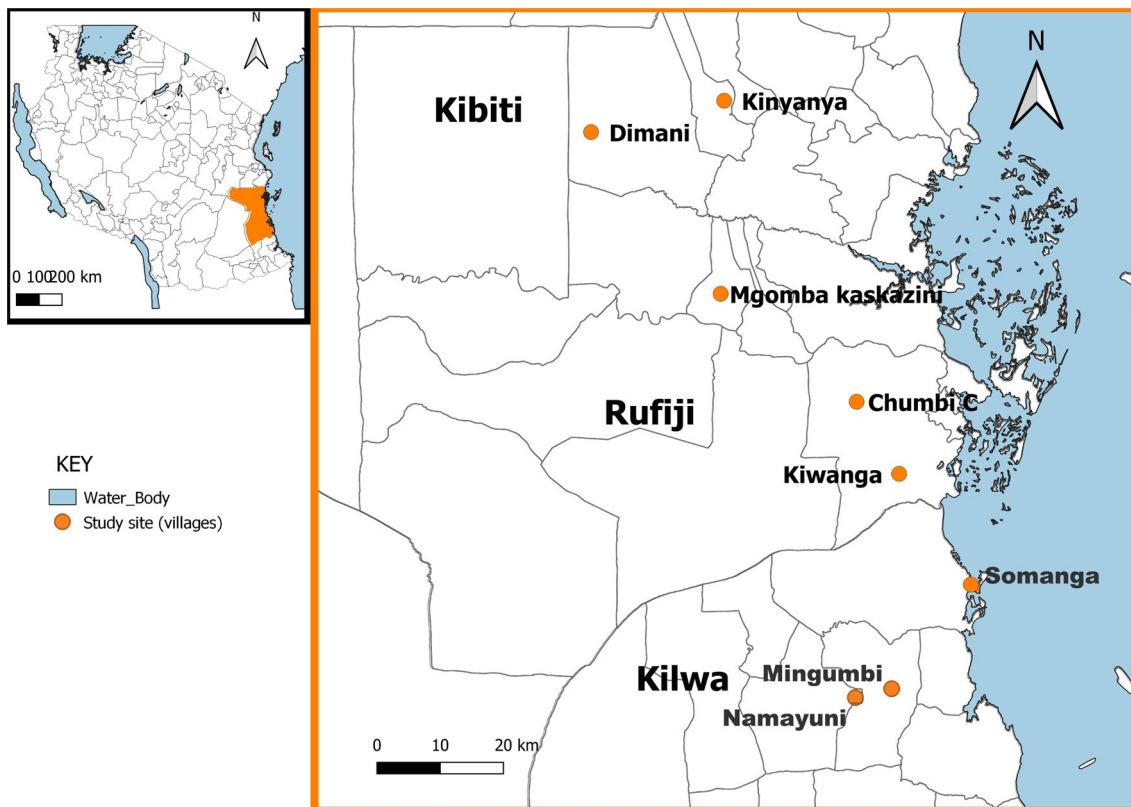 N
0 100200 km
KEY
Water_Body
Study site (villages)
N
Kibiti
Kinyanya
Dimani
Mgomba kaskazini
Rufiji
Chumbi C
Kiwanga
Somanga
Kilwa
Mingumbi
Namayuni
0 10 20 km